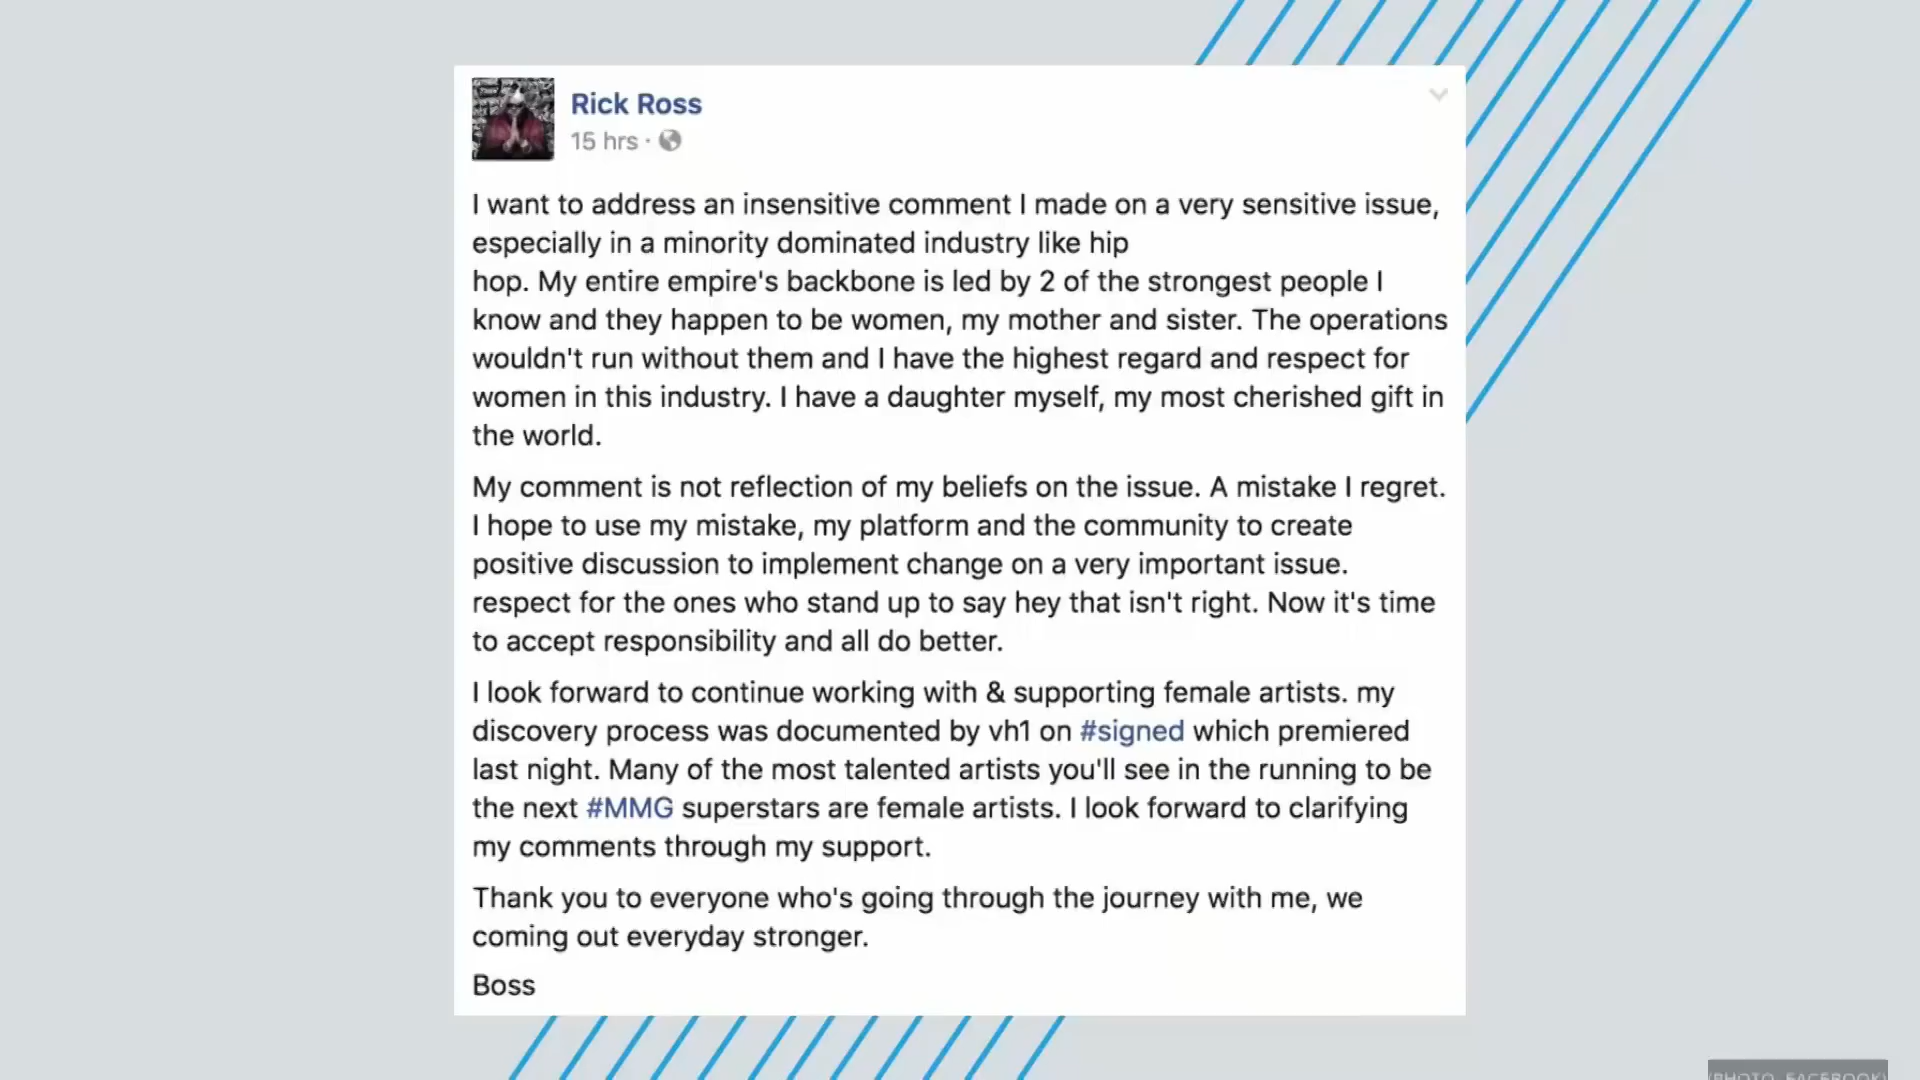 Rick Ross
15 hrs ·
I want to address an insensitive comment I made on a very sensitive issue,
especially in a minority dominated industry like hip
hop. My entire empire's backbone is led by 2 of the strongest people I
know and they happen to be women, my mother and sister. The operations
wouldn't run without them and I have the highest regard and respect for
women in this industry. I have a daughter myself, my most cherished gift in
the world.
My comment is not reflection of my beliefs on the issue. A mistake I regret.
I hope to use my mistake, my platform and the community to create
positive discussion to implement change on a very important issue.
respect for the ones who stand up to say hey that isn't right. Now it's time
to accept responsibility and all do better.
I look forward to continue working with & supporting female artists. my
discovery process was documented by vh1 on #signed which premiered
last night. Many of the most talented artists you'll see in the running to be
the next #MMG superstars are female artists. I look forward to clarifying
my comments through my support.
Thank you to everyone who's going through the journey with me, we
coming out everyday stronger.
Boss
(PHOTO: FACEBOOK)